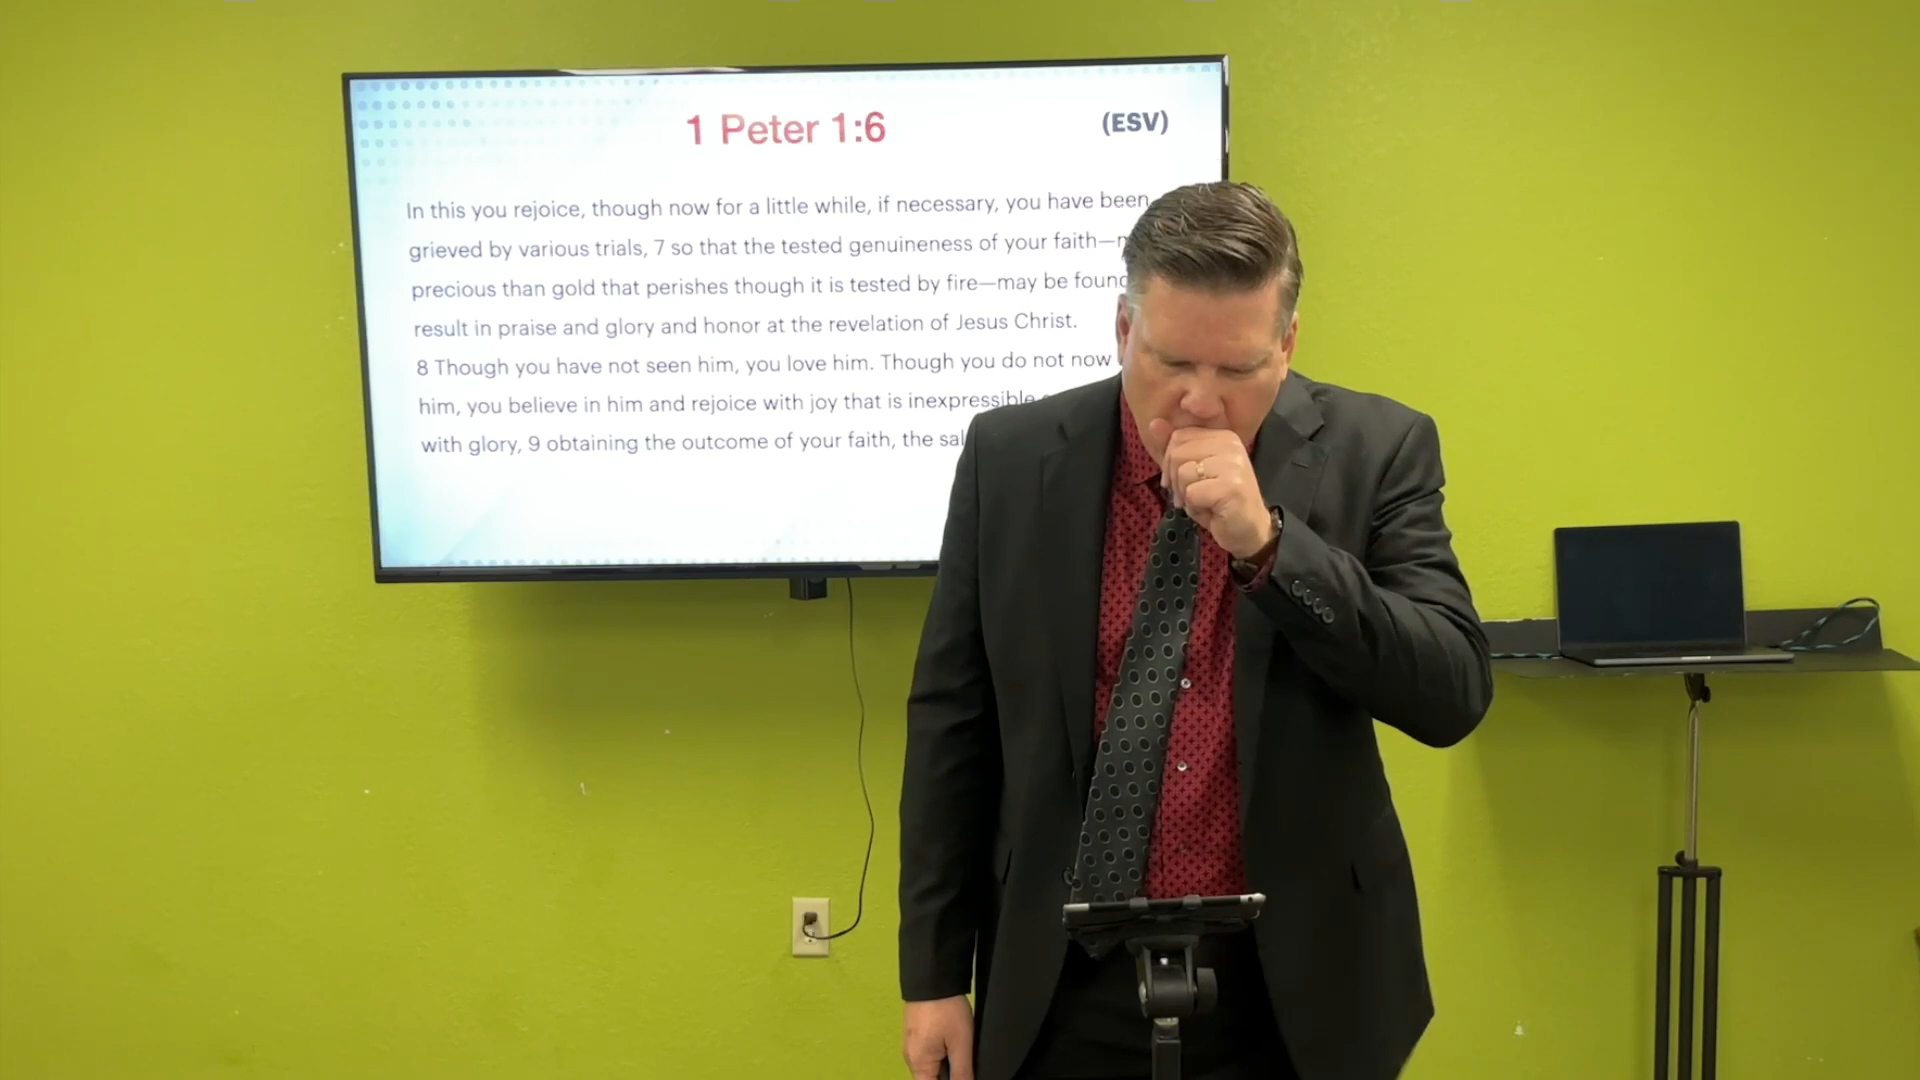 1 Peter 1:6
(ESV)
In this you rejoice, though now for a little while, if necessary, you have been
grieved by various trials, 7 so that the tested genuineness of your faith—
precious than gold that perishes though it is tested by fire—may be found
result in praise and glory and honor at the revelation of Jesus Christ.
8 Though you have not seen him, you love him. Though you do not now
him, you believe in him and rejoice with joy that is inexpressible
with glory, 9 obtaining the outcome of your faith, the